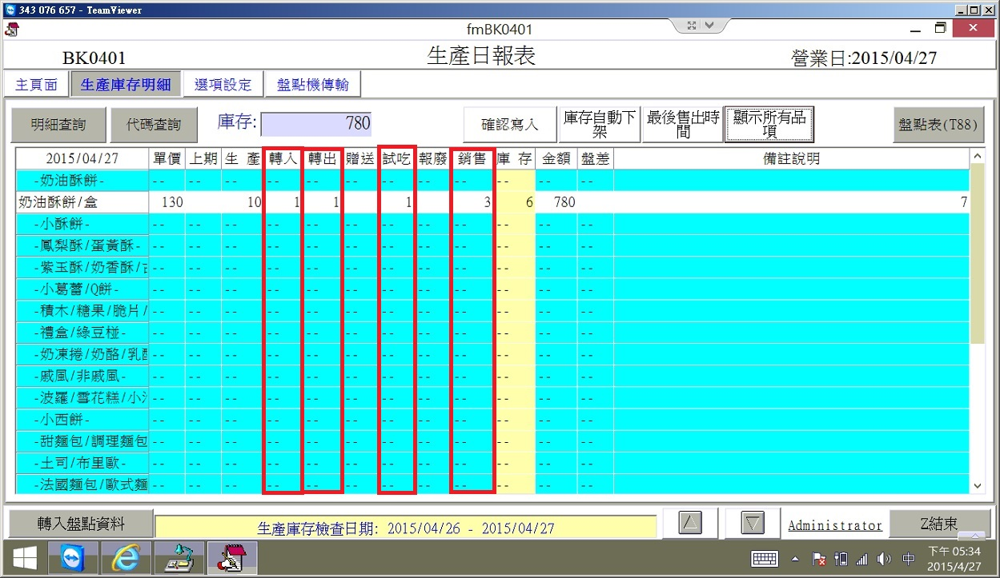 343 076 657 - TeamViewer
fmBK0401
BK0401 生產日報表 營業日:2015/04/27
主頁面 生產庫存明細 選項設定 盤點機傳輸
明細查詢 代碼查詢 庫存: 780 確認寫入 庫存自動下架 最後售出時間 顯示所有品項 盤點表(T88)
2015/04/27 單價 上期 生 產 轉入 轉出 贈送 試吃 報廢 銷售 庫 存 金額 盤差 備註說明
-奶油酥餅- -- -- -- -- -- -- -- -- -- -- -- --
奶油酥餅/盒 130 10 1 1 1 3 6 780 7
-小酥餅- -- -- -- -- -- -- -- -- -- -- -- --
-鳳梨酥/蛋黃酥- -- -- -- -- -- -- -- -- -- -- -- --
-紫玉酥/奶香酥/ -- -- -- -- -- -- -- -- -- -- -- --
-小葛蕾/Q餅- -- -- -- -- -- -- -- -- -- -- -- --
-積木/糖果/脆片/ -- -- -- -- -- -- -- -- -- -- -- --
-禮盒/綠豆椪- -- -- -- -- -- -- -- -- -- -- -- --
-奶凍捲/奶酪/乳 -- -- -- -- -- -- -- -- -- -- -- --
-戚風/非戚風- -- -- -- -- -- -- -- -- -- -- -- --
-波羅/雪花糕/小 -- -- -- -- -- -- -- -- -- -- -- --
-小西餅- -- -- -- -- -- -- -- -- -- -- -- --
-甜麵包/調理麵包 -- -- -- -- -- -- -- -- -- -- -- --
-土司/布里歐- -- -- -- -- -- -- -- -- -- -- -- --
-法國麵包/歐式麵 -- -- -- -- -- -- -- -- -- -- -- --
轉入盤點資料 生產庫存檢查日期: 2015/04/26 - 2015/04/27 Administrator Z結束
中 下午 05:34
2015/4/27